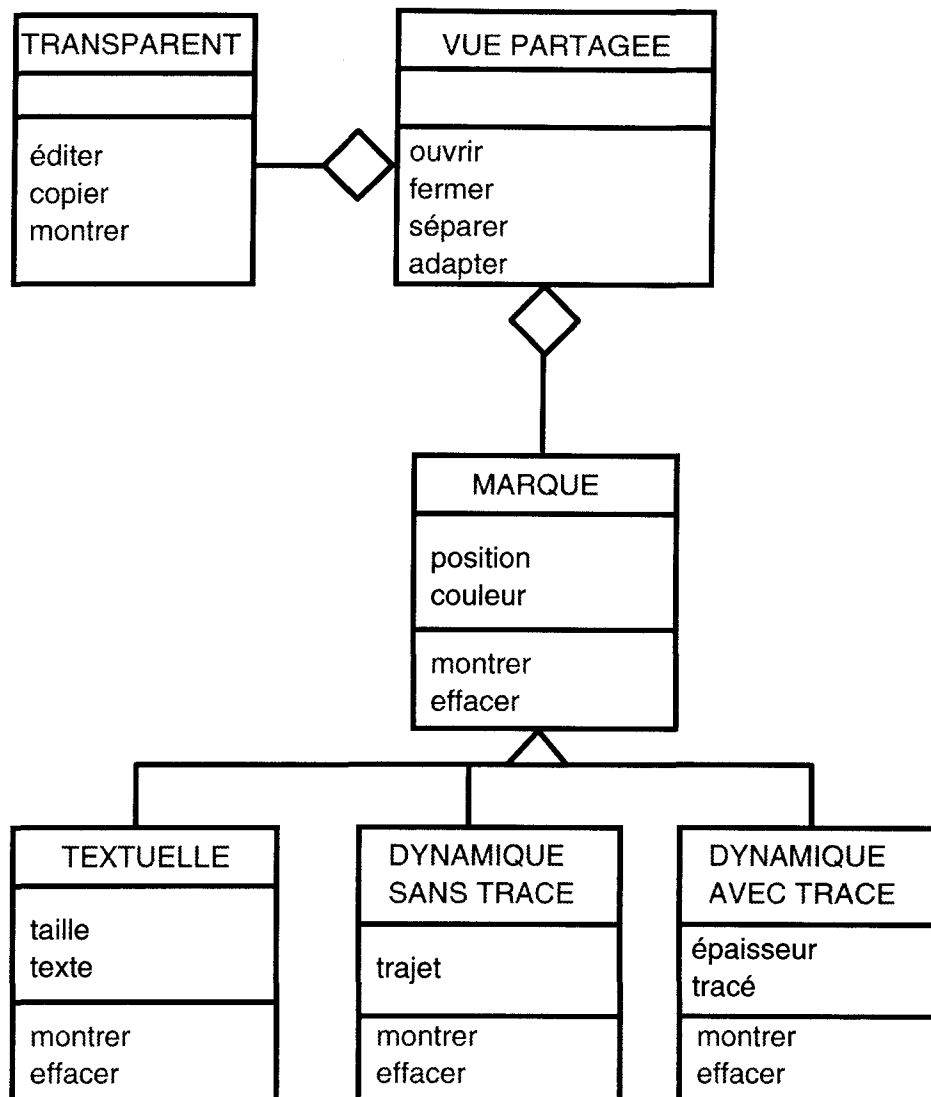 TRANSPARENT
éditer
copier
montrer
VUE PARTAGEE
ouvrir
fermer
séparer
adapter
MARQUE
position
couleur
montrer
effacer
TEXTUELLE
taille
texte
montrer
effacer
DYNAMIQUE
SANS TRACE
trajet
montrer
effacer
DYNAMIQUE
AVEC TRACE
épaisseur
tracé
montrer
effacer